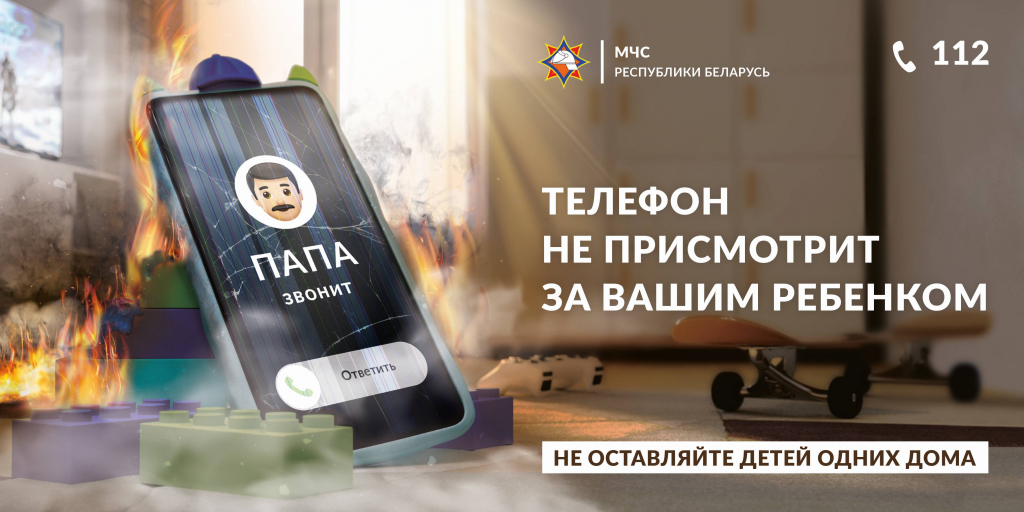 МЧС
РЕСПУБЛИКИ БЕЛАРУСЬ
112
ТЕЛЕФОН
НЕ ПРИСМОТРИТ
ЗА ВАШИМ РЕБЕНКОМ
ПАПА
ЗВОНИТ
Ответить
НЕ ОСТАВЛЯЙТЕ ДЕТЕЙ ОДНИХ ДОМА